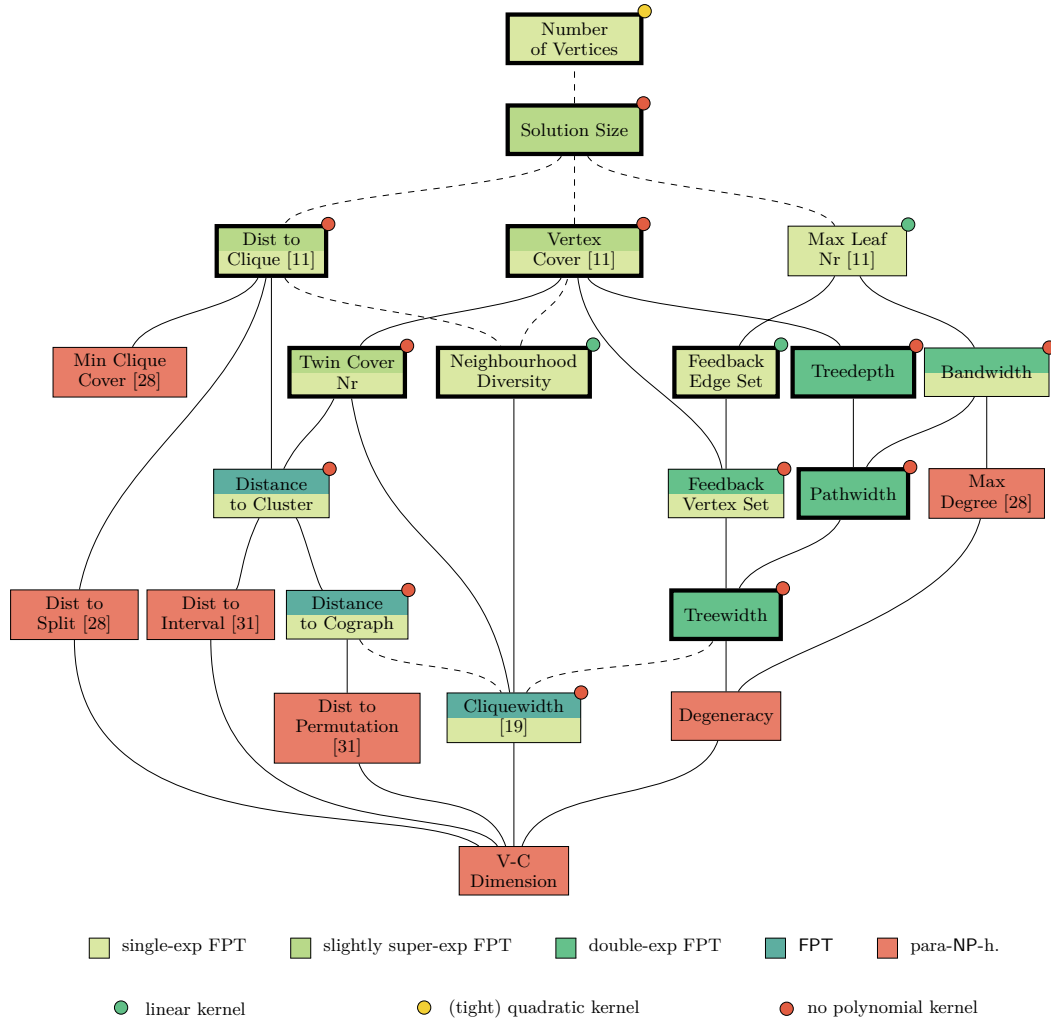 Number
of Vertices
Solution Size
Dist to
Clique [11]
Vertex
Cover [11]
Max Leaf
Nr [11]
Min Clique
Cover [28]
Twin Cover
Nr
Neighbourhood
Diversity
Feedback
Edge Set
Treedepth
Bandwidth
Distance
to Cluster
Feedback
Vertex Set
Pathwidth
Max
Degree [28]
Dist to
Split [28]
Dist to
Interval [31]
Distance
to Cograph
Treewidth
Dist to
Permutation
[31]
Cliquewidth
[19]
Degeneracy
V-C
Dimension
single-exp FPT
slightly super-exp FPT
double-exp FPT
FPT
para-NP-h.
linear kernel
(tight) quadratic kernel
no polynomial kernel